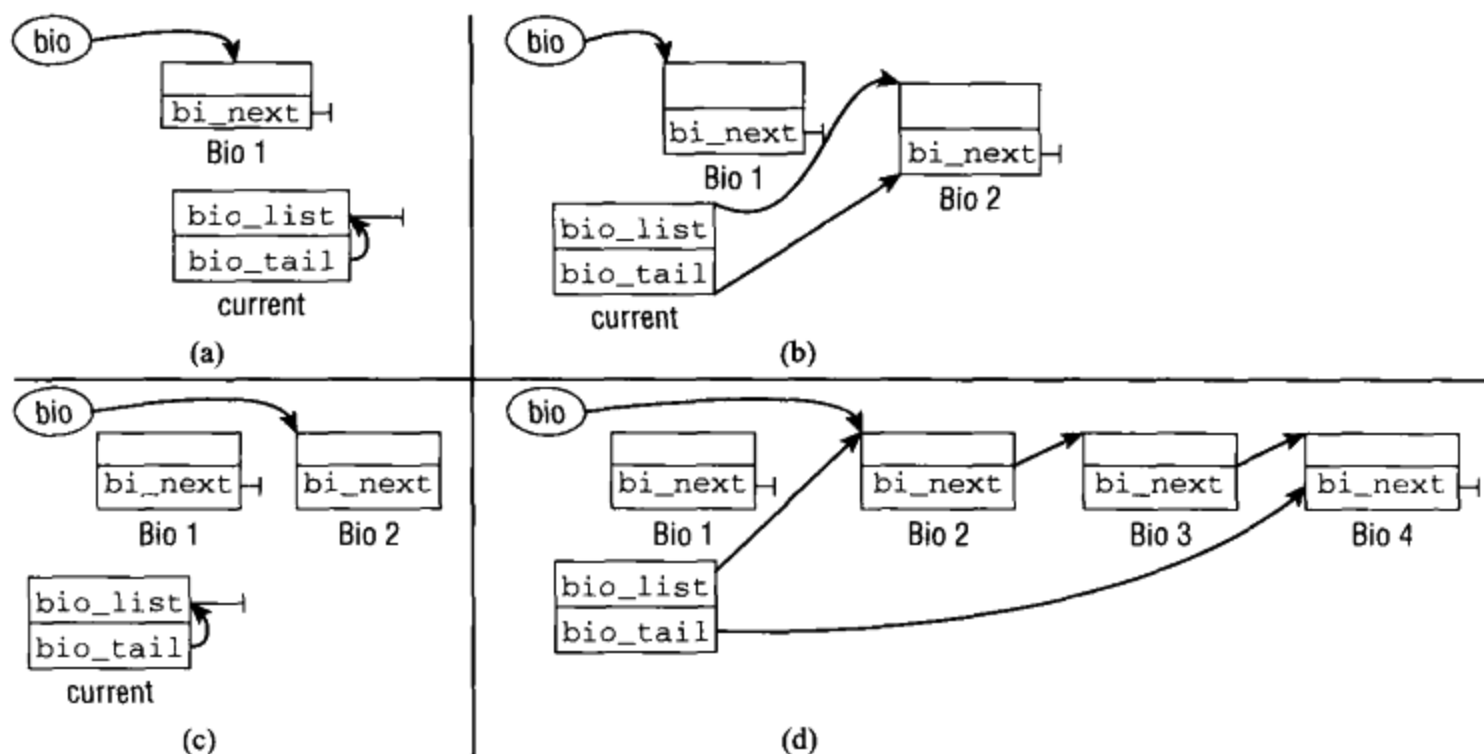 bio
bi_next
Bio 1
bio_list
bio_tail
current
(a)
bio
bi_next
Bio 1
bi_next
Bio 2
bio_list
bio_tail
current
(b)
bio
bi_next
Bio 1
bi_next
Bio 2
bio_list
bio_tail
current
(c)
bio
bi_next
Bio 1
bi_next
Bio 2
bi_next
Bio 3
bi_next
Bio 4
bio_list
bio_tail
(d)